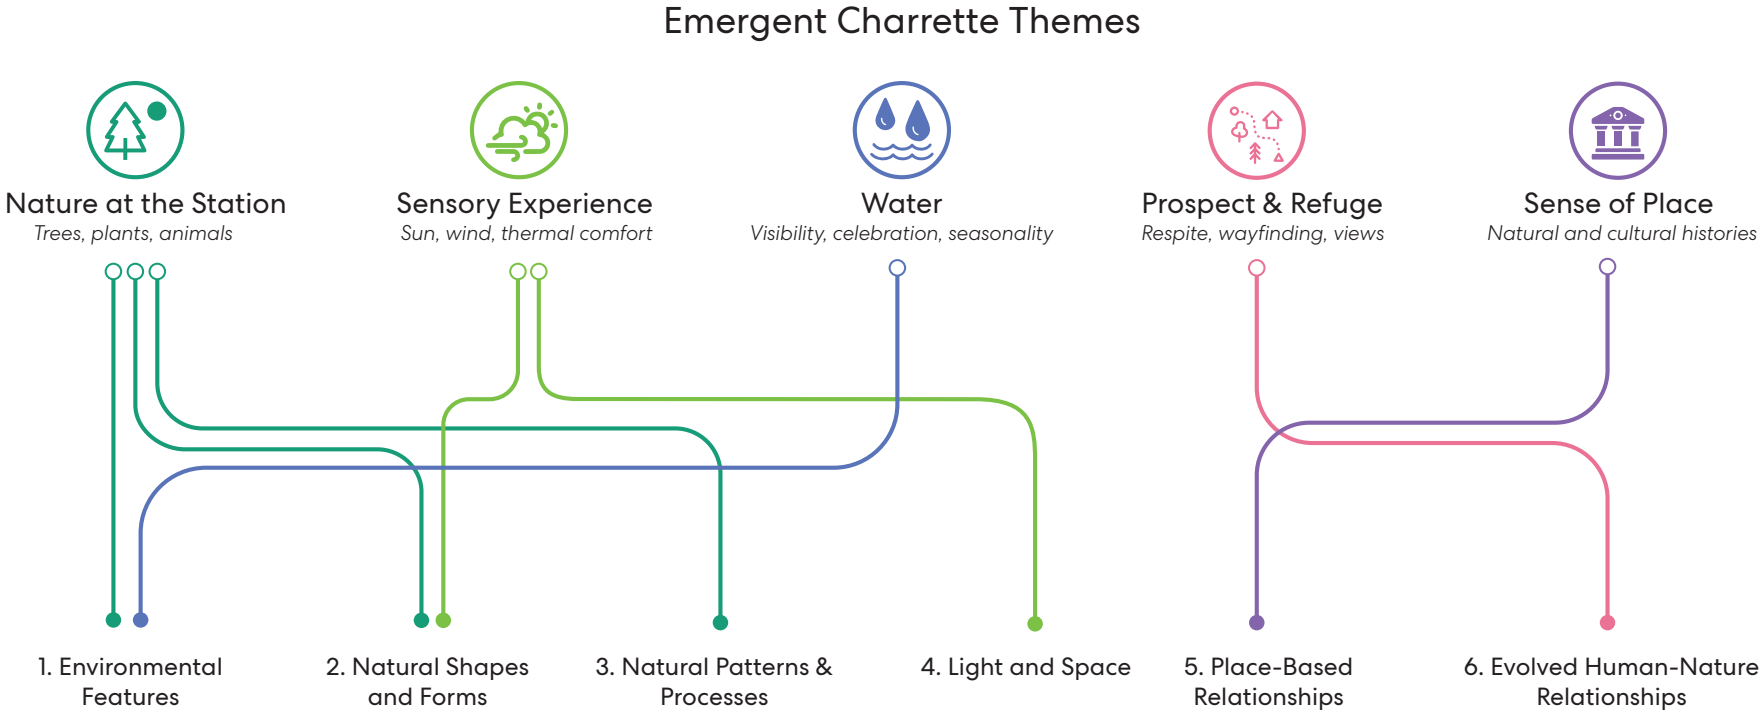 Emergent Charrette Themes
Nature at the Station
Trees, plants, animals
Sensory Experience
Sun, wind, thermal comfort
Water
Visibility, celebration, seasonality
Prospect & Refuge
Respite, wayfinding, views
Sense of Place
Natural and cultural histories
1. Environmental
Features
2. Natural Shapes
and Forms
3. Natural Patterns &
Processes
4. Light and Space
5. Place-Based
Relationships
6. Evolved Human-Nature
Relationships